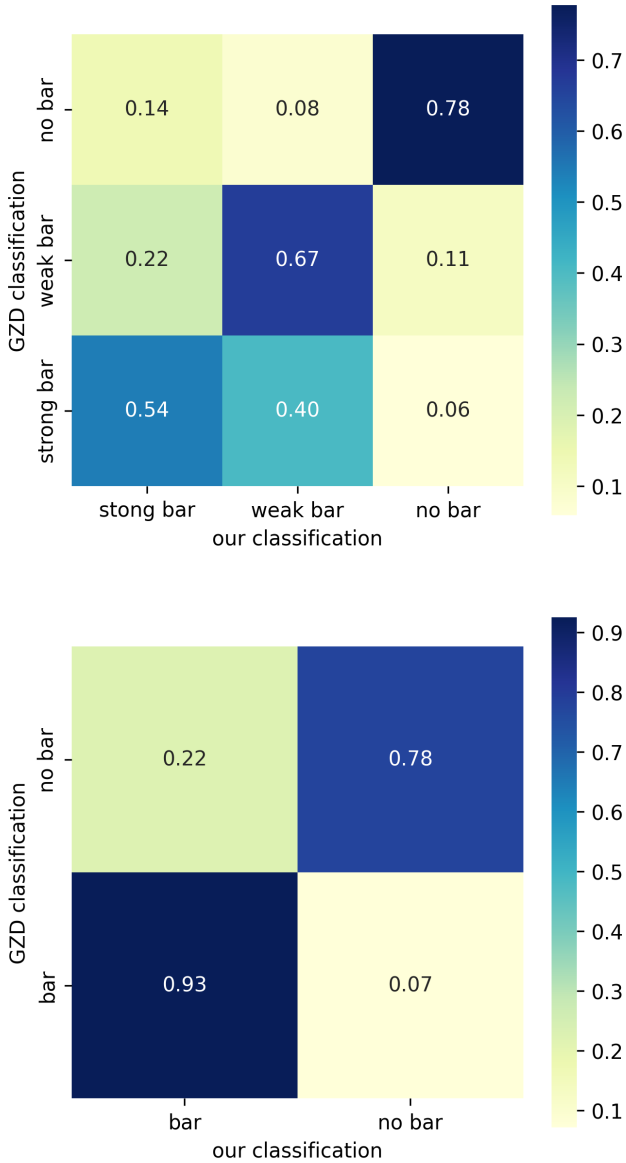 0.7
no bar 0.14 0.08 0.78
0.6
0.5
GZD classification
weak bar 0.22 0.67 0.11
0.4
0.3
strong bar 0.54 0.40 0.06
0.2
0.1
stong bar weak bar no bar
our classification
0.9
0.8
no bar 0.22 0.78
0.7
0.6
GZD classification
0.5
0.4
bar 0.93 0.07
0.3
0.2
0.1
bar no bar
our classification